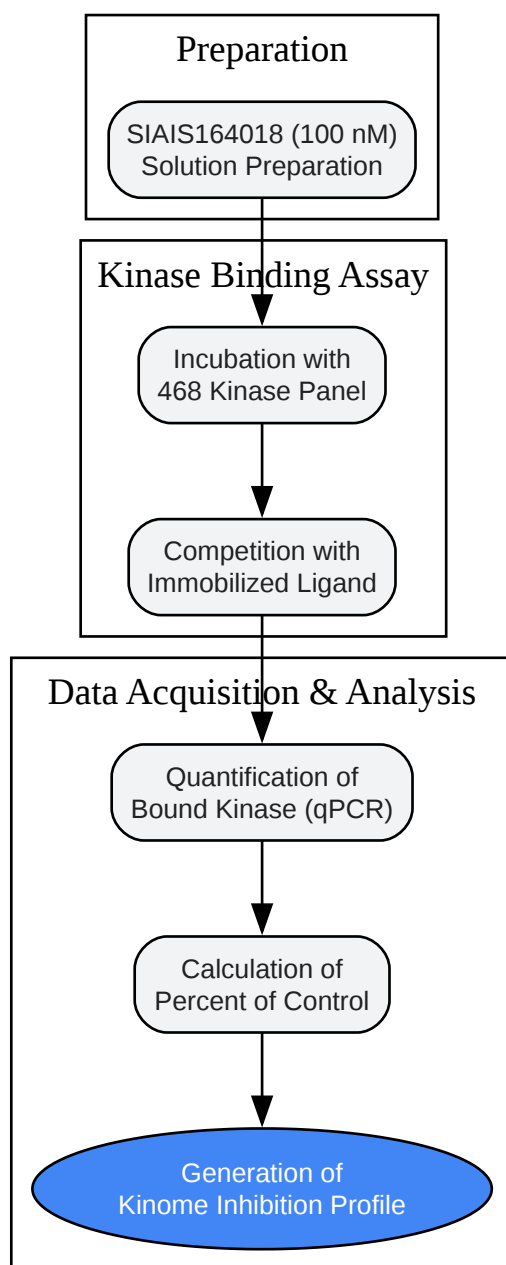 Preparation
SIAIS164018 (100 nM)
Solution Preparation
Kinase Binding Assay
Incubation with
468 Kinase Panel
Competition with
Immobilized Ligand
Data Acquisition & Analysis
Quantification of
Bound Kinase (qPCR)
Calculation of
Percent of Control
Generation of
Kinome Inhibition Profile